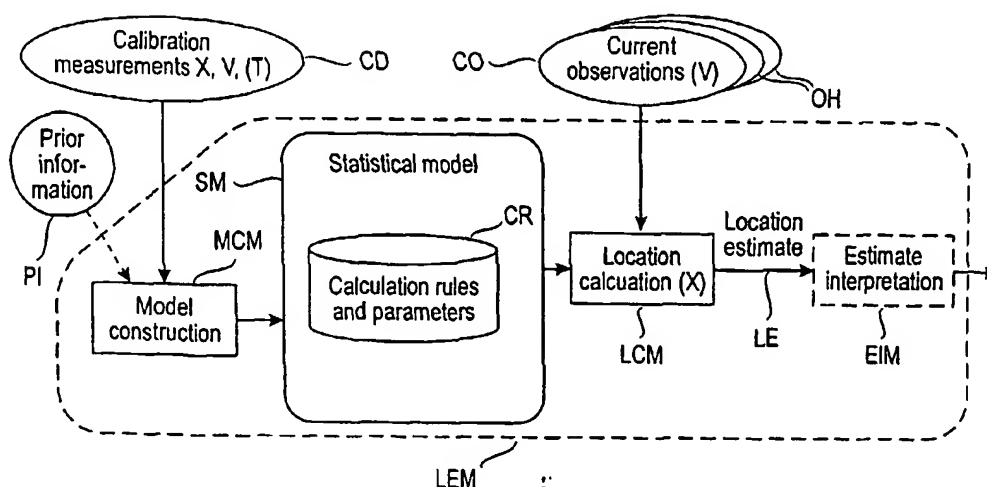 Calibration
measurements X, V, (T)
CD
CO
Current
observations (V)
OH
Prior
infor-
mation
PI
SM
Statistical model
MCM
CR
Model
construction
Calculation rules
and parameters
Location
calcuation (X)
LCM
Location
estimate
LE
Estimate
interpretation
EIM
LEM